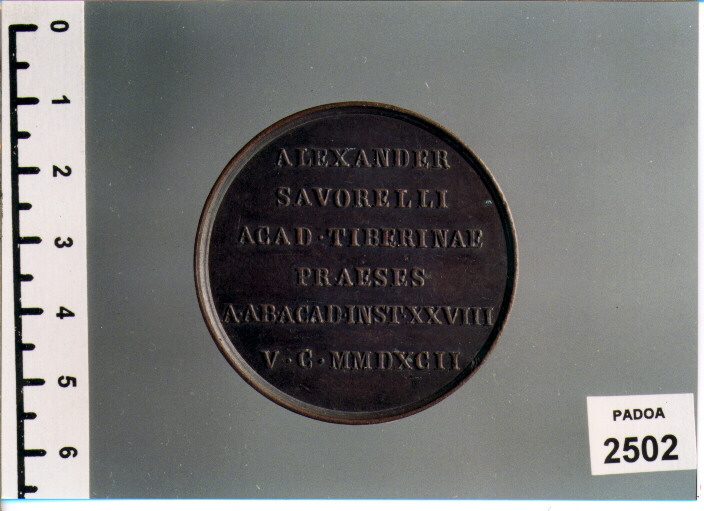 ALEXANDER
SAVORELLI
ACAD·TIBERINAE
PRAESES
A·AB·ACAD·INST·XXVIII
V·C·MMDXCII
0
1
2
3
4
5
6
PADOA
2502